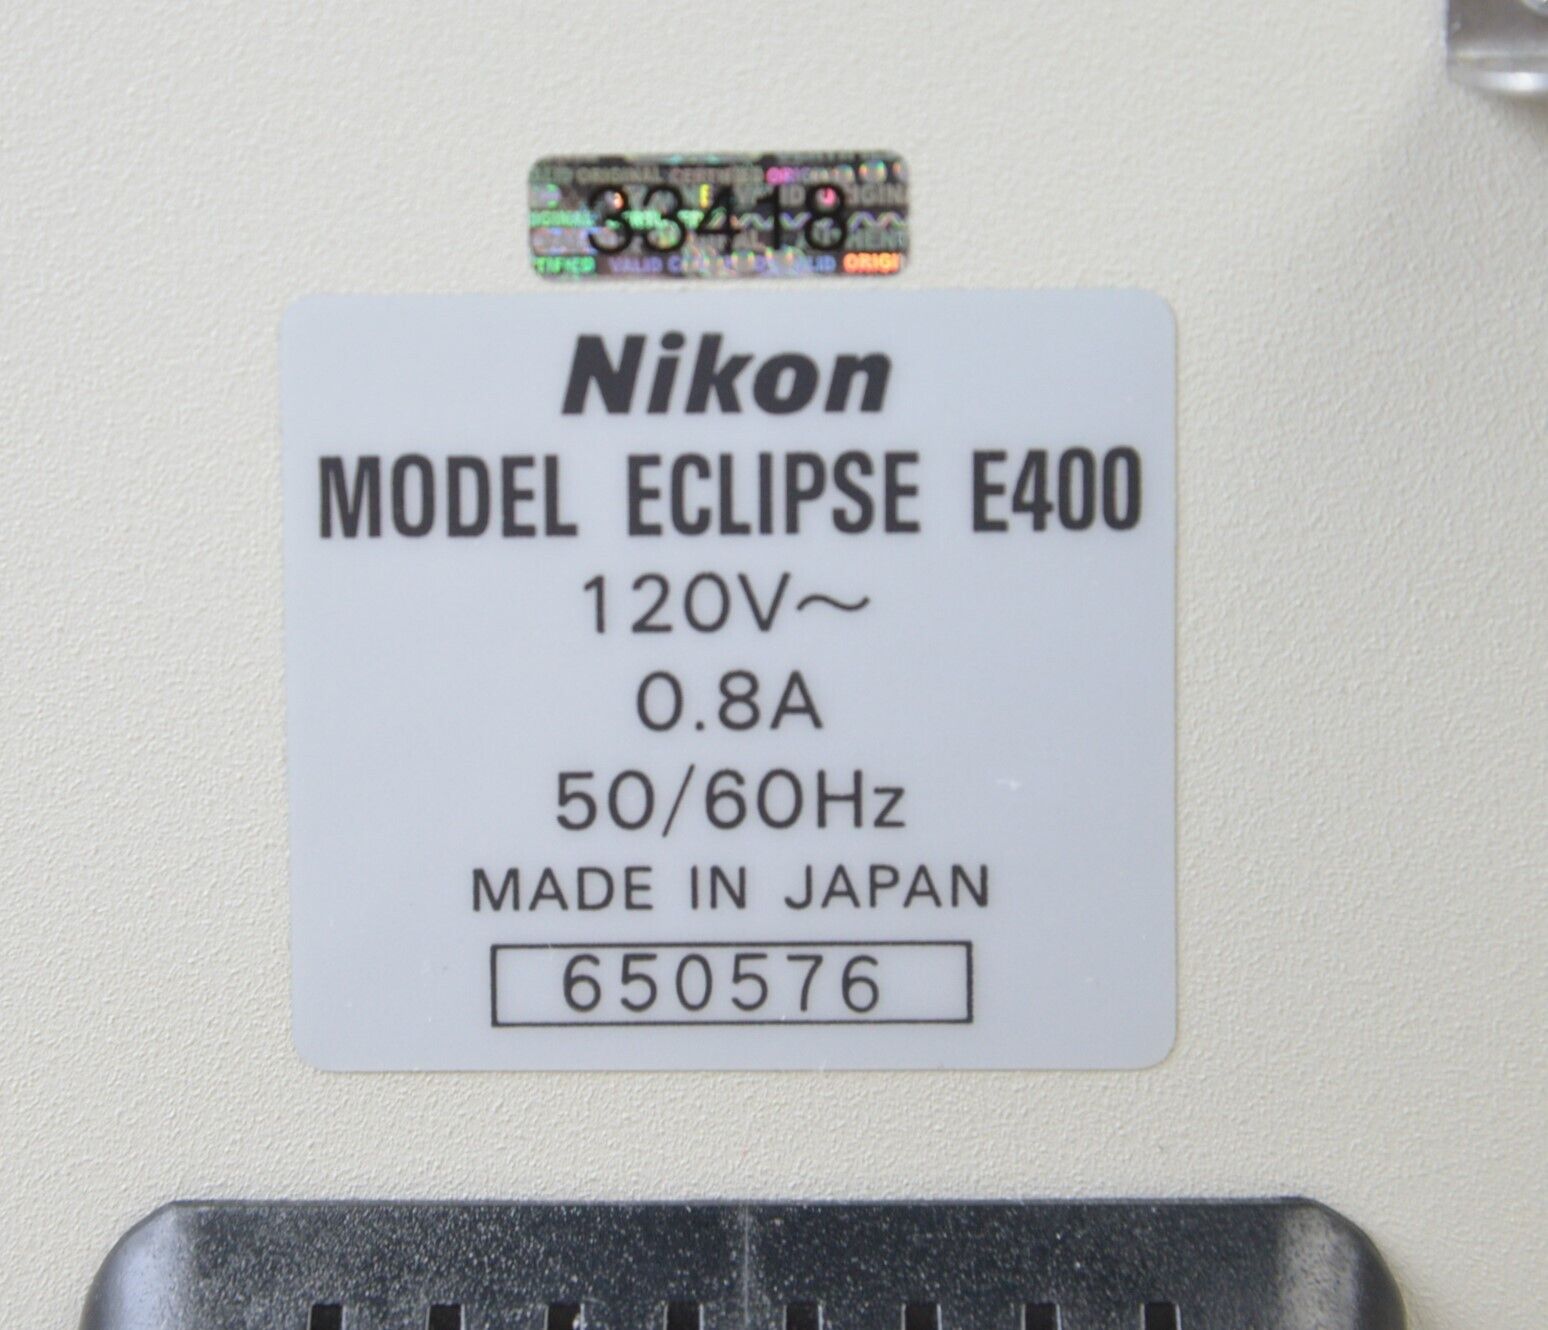 33418
Nikon
MODEL ECLIPSE E400
120V~
0.8A
50/60Hz
MADE IN JAPAN
650576